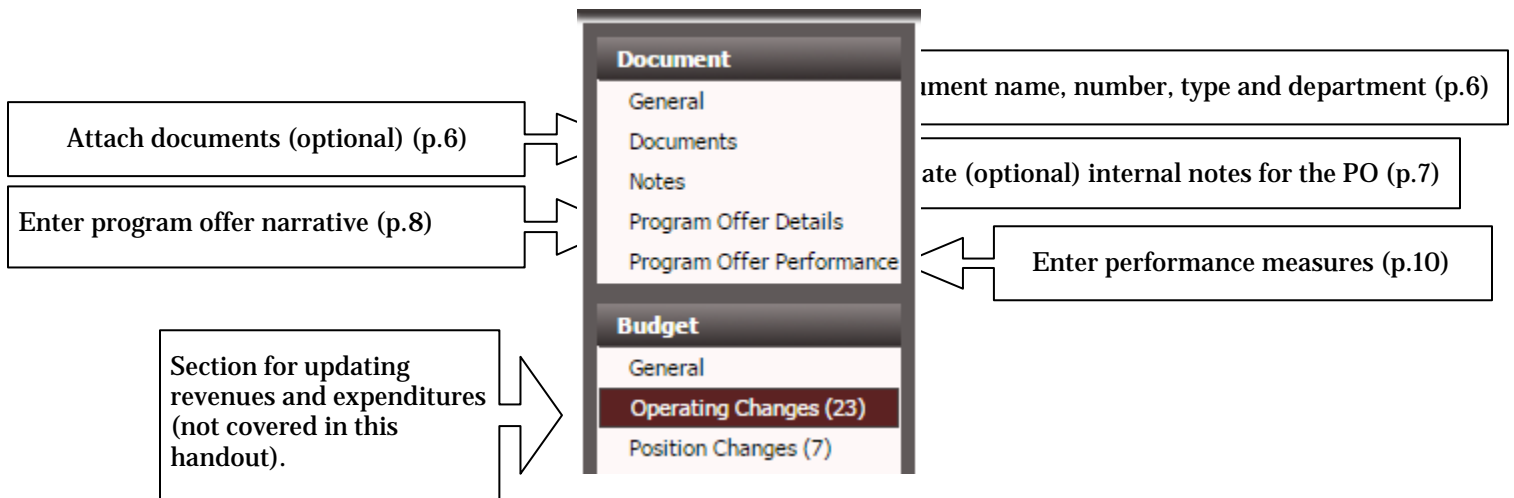 Document
General
Documents
Notes
Program Offer Details
Program Offer Performance
Budget
General
Operating Changes (23)
Position Changes (7)
Attach documents (optional) (p.6)
Enter program offer narrative (p.8)
Section for updating
revenues and expenditures
(not covered in this
handout).
name, number, type and department (p.6)
(optional) internal notes for the PO (p.7)
Enter performance measures (p.10)